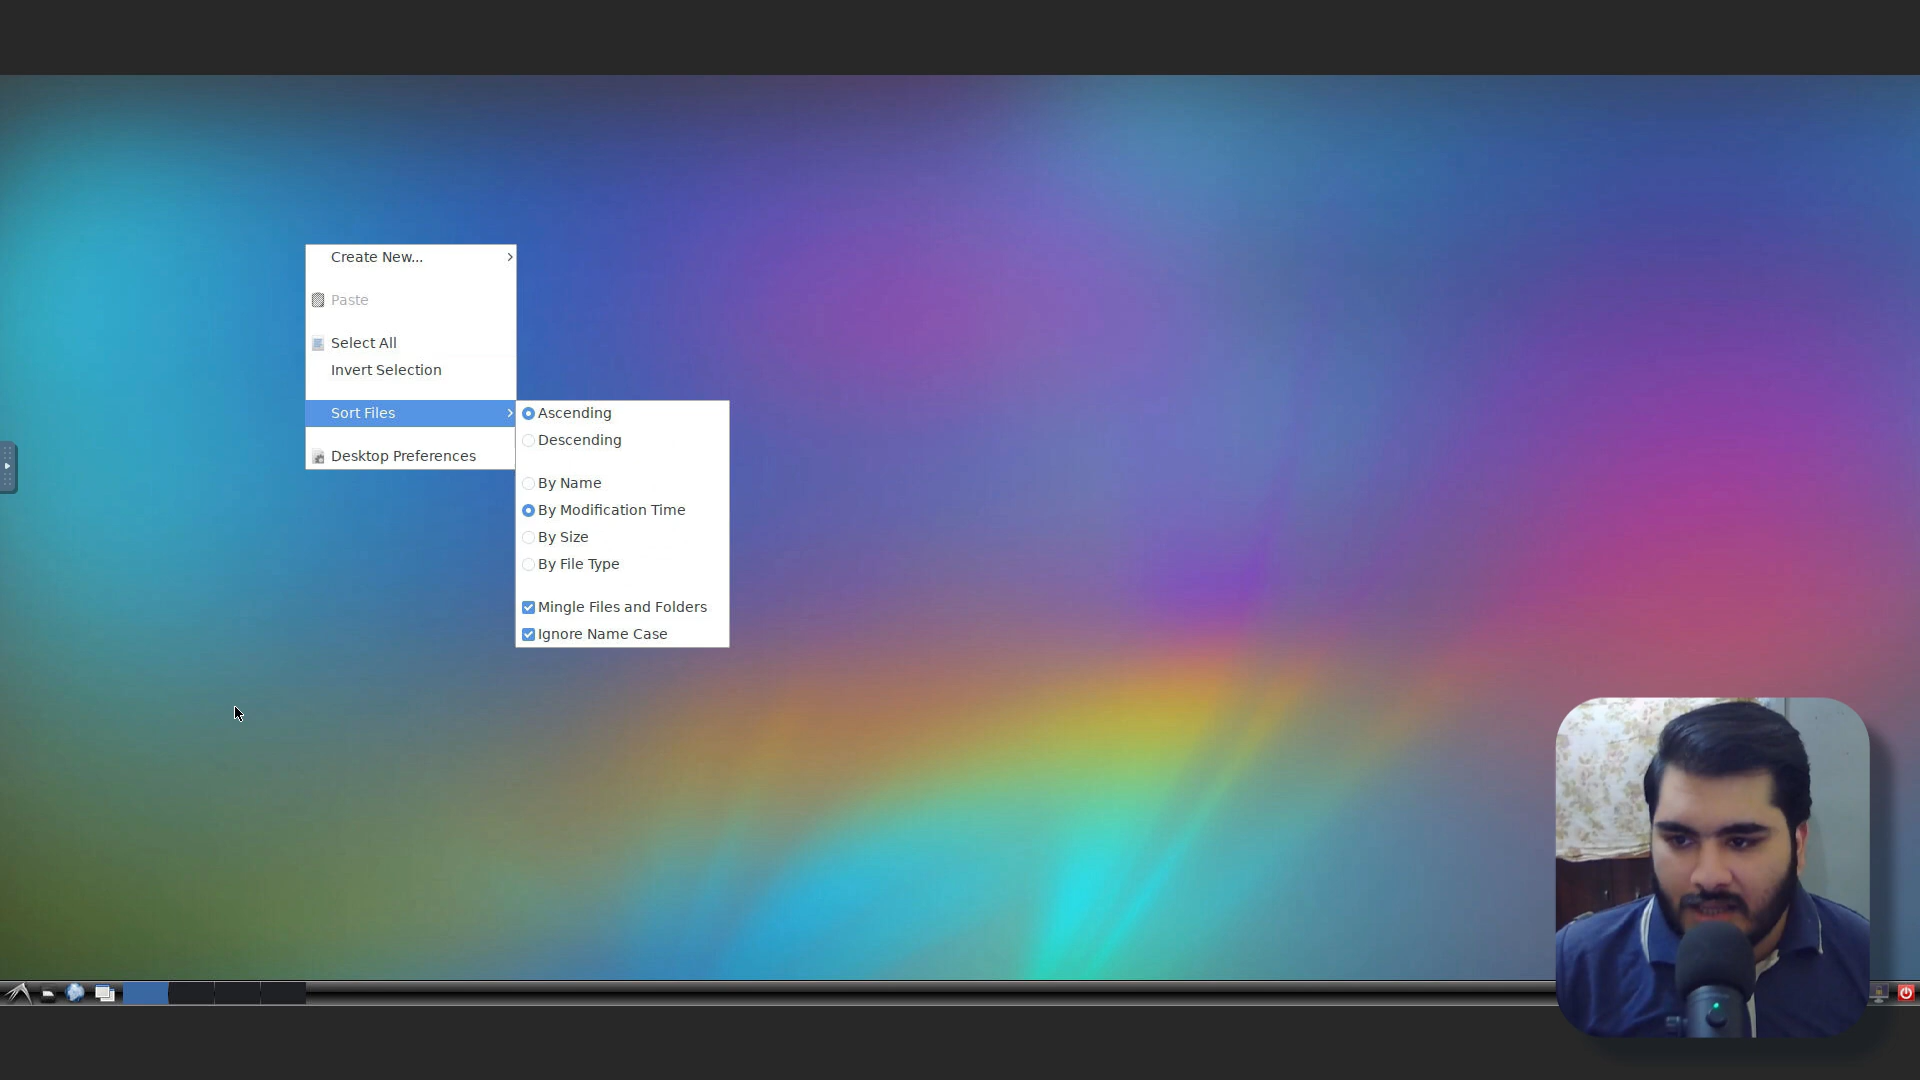 Create New...
Paste
Select All
Invert Selection
Sort Files
Desktop Preferences
Ascending
Descending
By Name
By Modification Time
By Size
By File Type
Mingle Files and Folders
Ignore Name Case